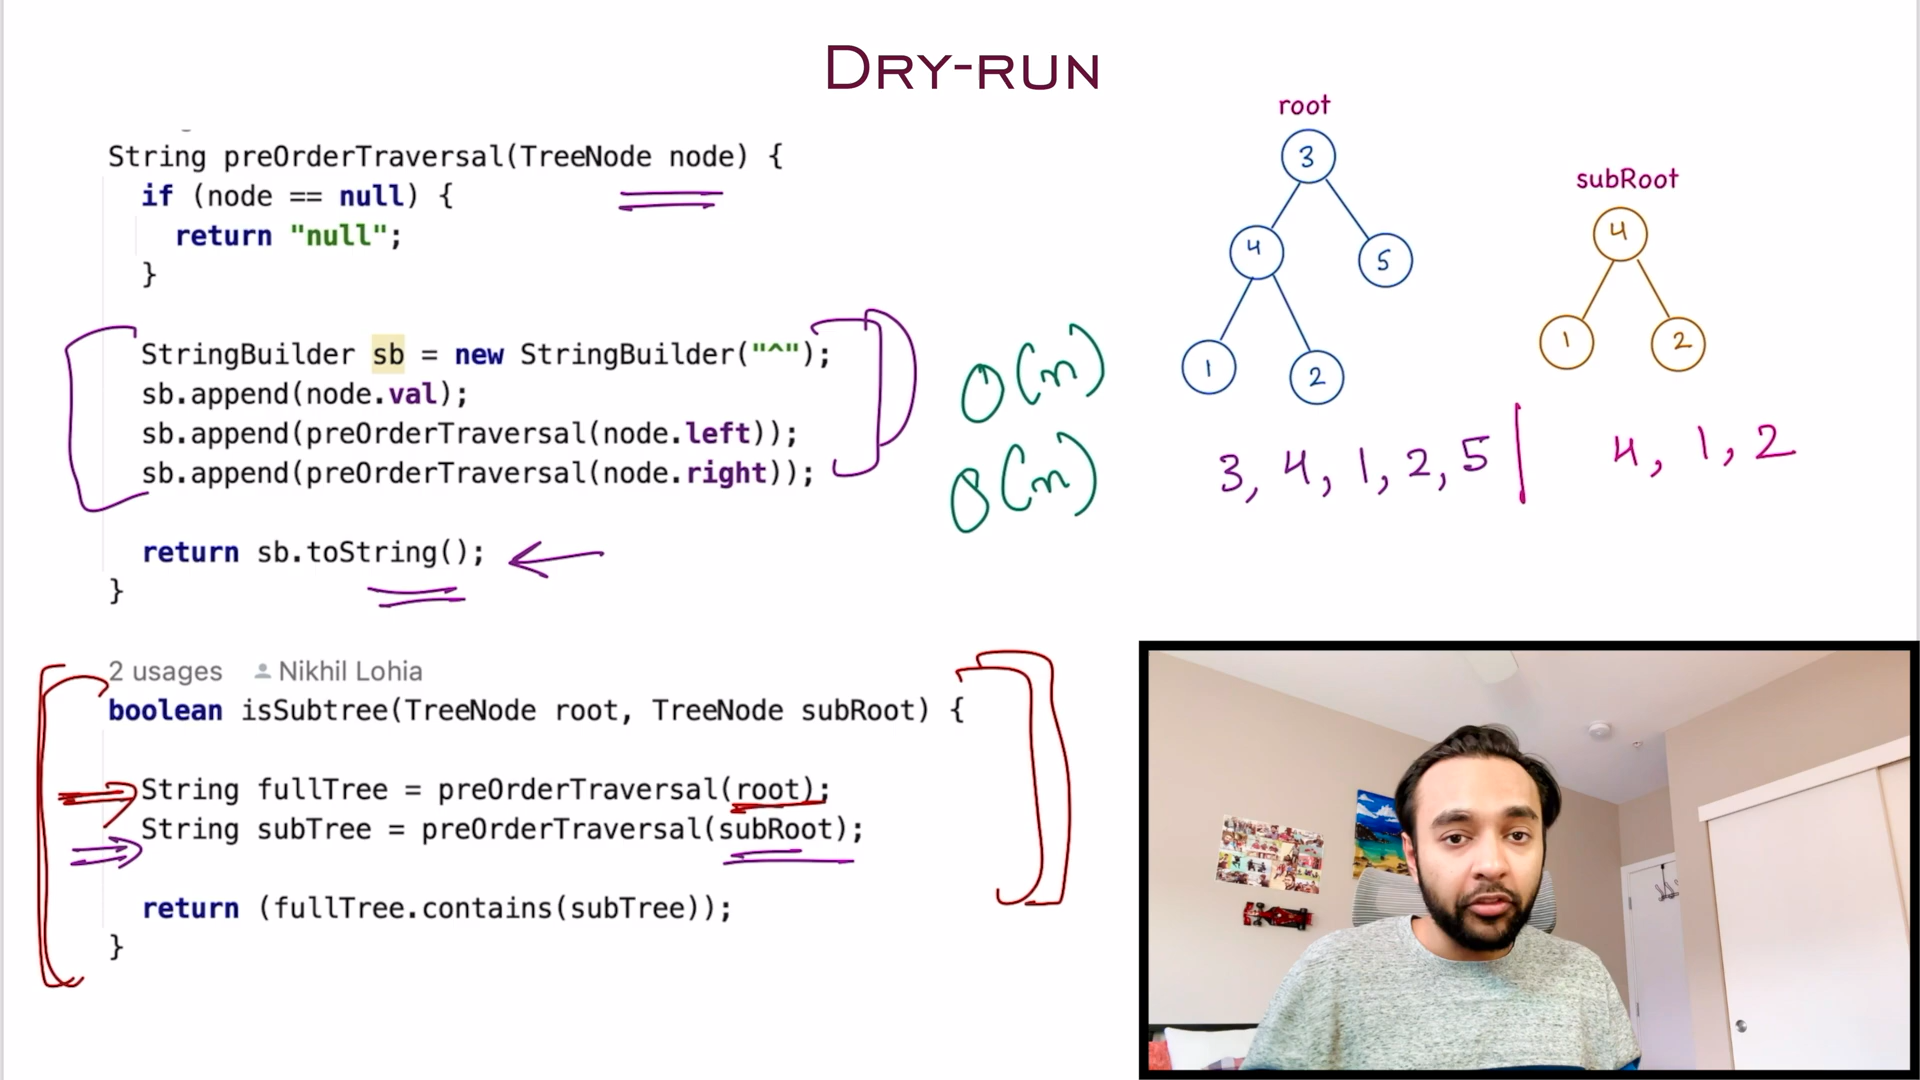 DRY-RUN
String preOrderTraversal(TreeNode node) {
if (node == null) {
return "null";
}
StringBuilder sb = new StringBuilder("^");
sb.append(node.val);
sb.append(preOrderTraversal(node.left));
sb.append(preOrderTraversal(node.right));
return sb.toString();
}
2 usages Nikhil Lohia
boolean isSubtree(TreeNode root, TreeNode subRoot) {
String fullTree = preOrderTraversal(root);
String subTree = preOrderTraversal(subRoot);
return (fullTree.contains(subTree));
}
O(n)
O(n)
root
3
4
5
1
2
3, 4, 1, 2, 5
subRoot
4
1
2
4, 1, 2